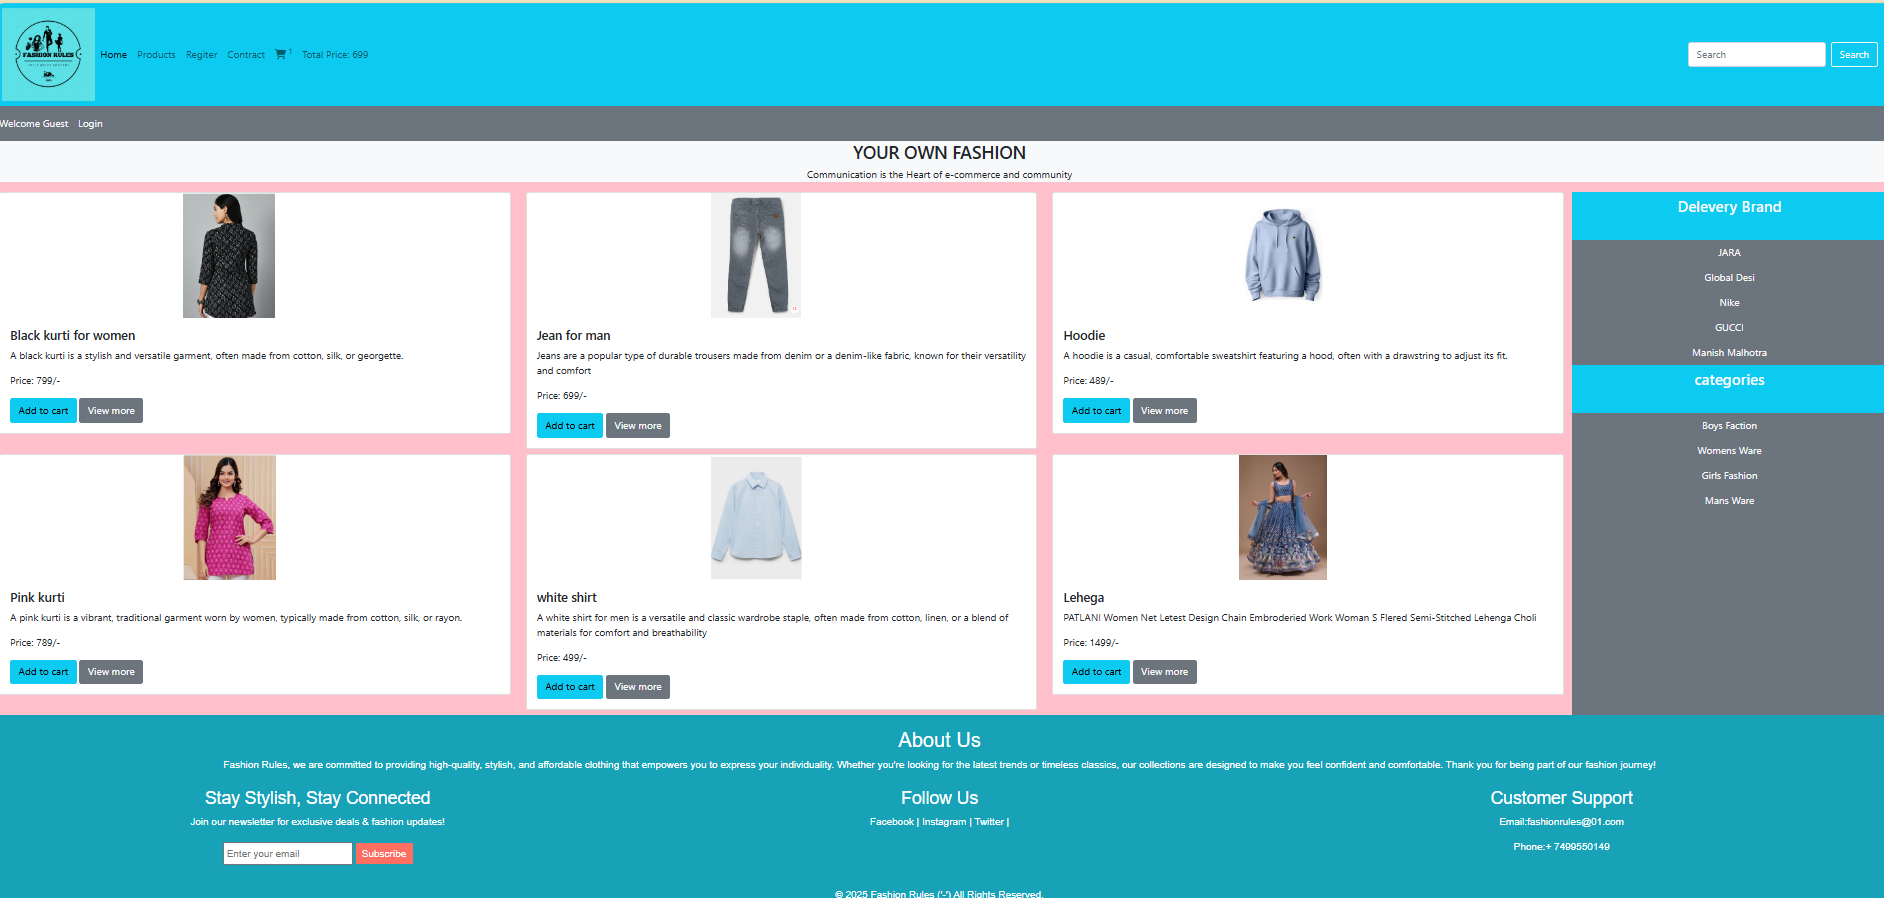 FASHION RULES
Home Products Regiter Contract 1 Total Price: 699
Search Search
Welcome Guest Login
YOUR OWN FASHION
Communication is the Heart of e-commerce and community
Black kurti for women
A black kurti is a stylish and versatile garment, often made from cotton, silk, or georgette.
Price: 799/-
Add to cart View more
Jean for man
Jeans are a popular type of durable trousers made from denim or a denim-like fabric, known for their versatility
and comfort
Price: 699/-
Add to cart View more
Hoodie
A hoodie is a casual, comfortable sweatshirt featuring a hood, often with a drawstring to adjust its fit.
Price: 489/-
Add to cart View more
Pink kurti
A pink kurti is a vibrant, traditional garment worn by women, typically made from cotton, silk, or rayon.
Price: 789/-
Add to cart View more
white shirt
A white shirt for men is a versatile and classic wardrobe staple, often made from cotton, linen, or a blend of
materials for comfort and breathability
Price: 499/-
Add to cart View more
Lehega
PATLANI Women Net Letest Design Chain Embroderied Work Woman S Flered Semi-Stitched Lehenga Choli
Price: 1499/-
Add to cart View more
Delevery Brand
JARA
Global Desi
Nike
GUCCI
Manish Malhotra
categories
Boys Faction
Womens Ware
Girls Fashion
Mans Ware
About Us
Fashion Rules, we are committed to providing high-quality, stylish, and affordable clothing that empowers you to express your individuality. Whether you're looking for the latest trends or timeless classics, our collections are designed to make you feel confident and comfortable. Thank you for being part of our fashion journey!
Stay Stylish, Stay Connected
Join our newsletter for exclusive deals & fashion updates!
Enter your email Subscribe
Follow Us
Facebook | Instagram | Twitter |
Customer Support
Email:fashionrules@01.com
Phone:+ 7499550149
© 2025 Fashion Rules ('-') All Rights Reserved.